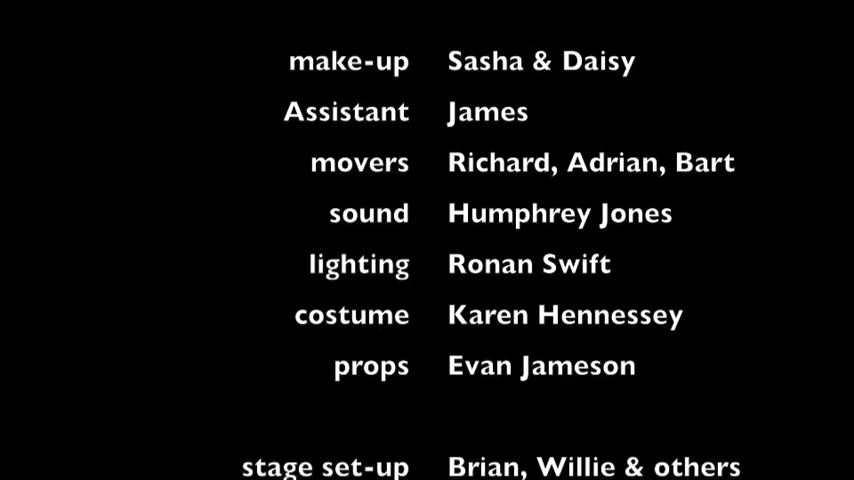 make-up Sasha & Daisy
Assistant James
movers Richard, Adrian, Bart
sound Humphrey Jones
lighting Ronan Swift
costume Karen Hennessey
props Evan Jameson
stage set-up Brian, Willie & others